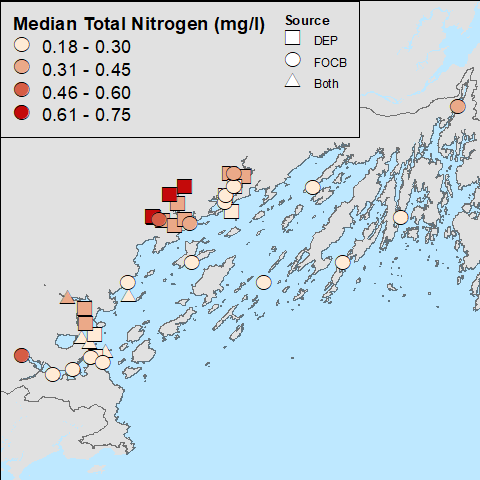 Median Total Nitrogen (mg/l)
0.18 - 0.30
0.31 - 0.45
0.46 - 0.60
0.61 - 0.75
Source
DEP
FOCB
Both